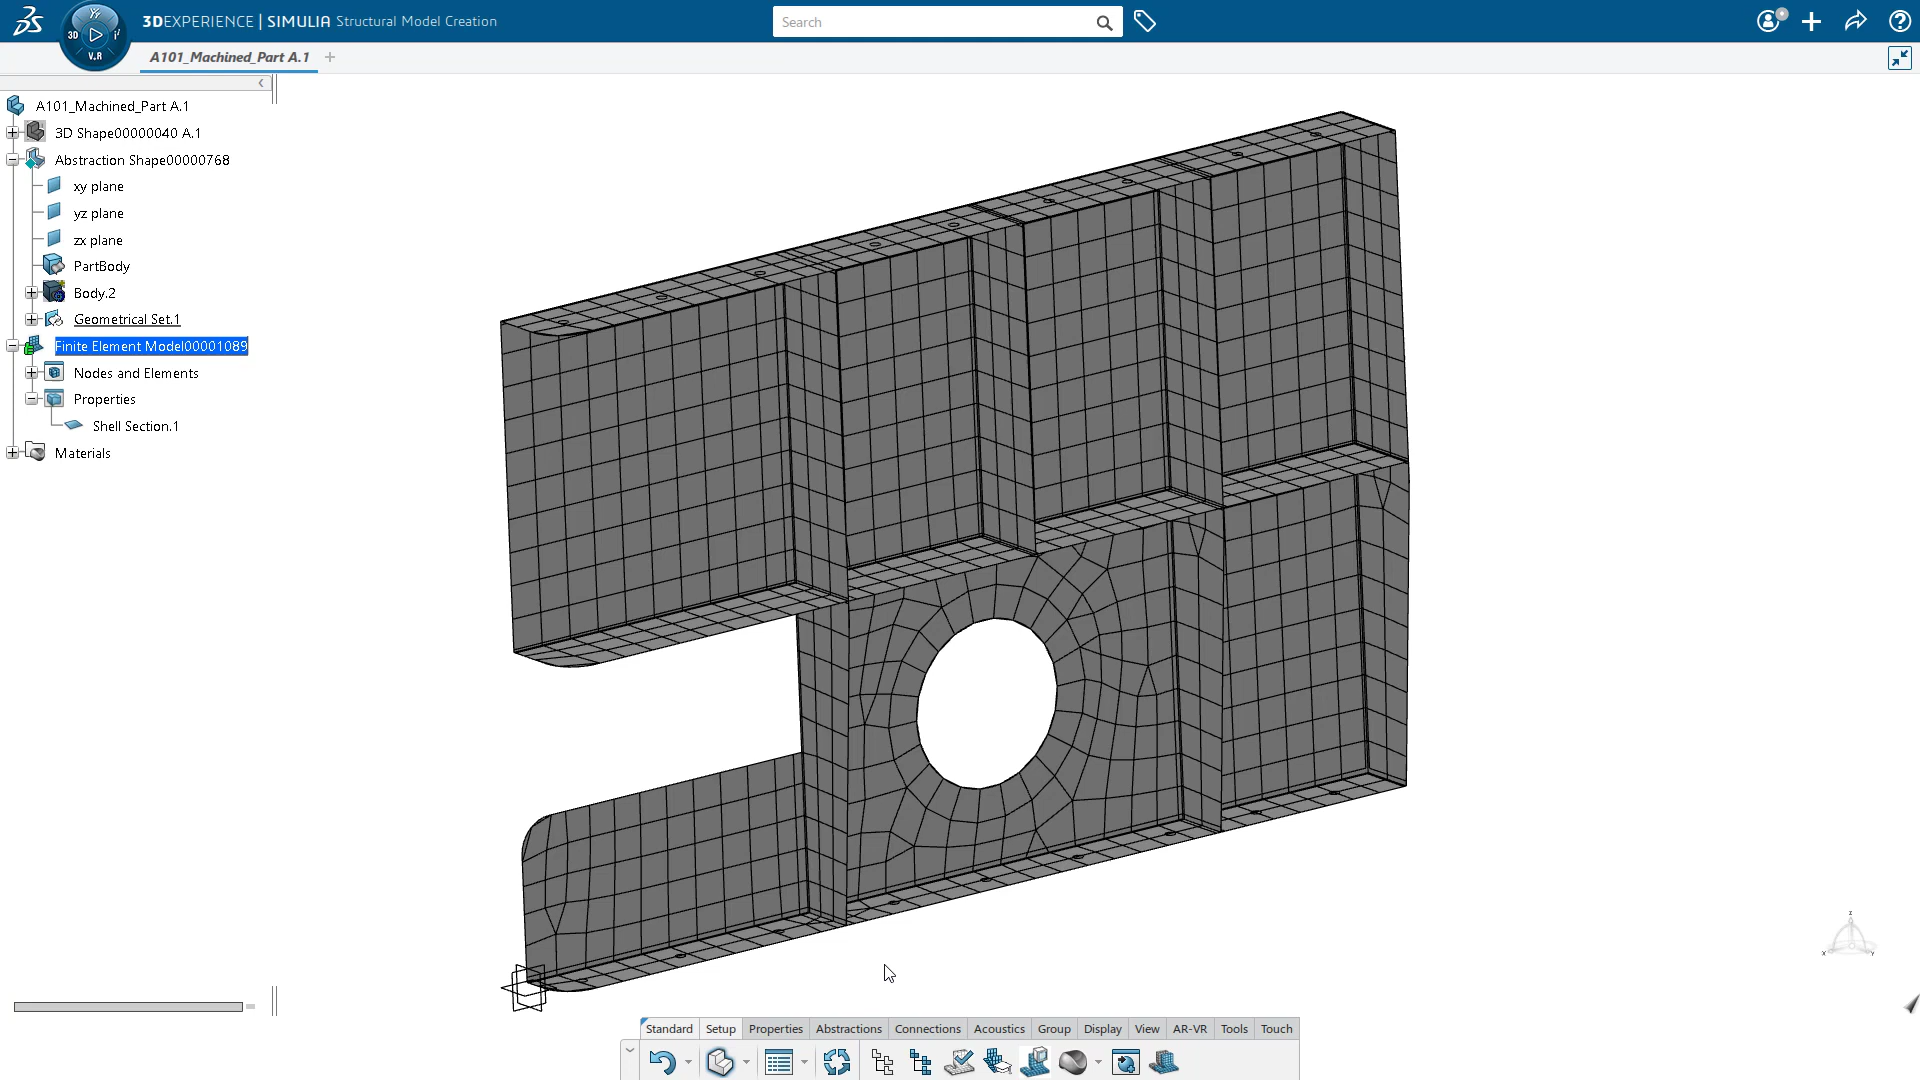 3DEXPERIENCE | SIMULIA Structural Model Creation
Search
3D
V.R
A101_Machined_Part A.1
A101_Machined_Part A.1
3D Shape00000040 A.1
Abstraction Shape00000768
xy plane
yz plane
zx plane
PartBody
Body.2
Geometrical Set.1
Finite Element Model00001089
Nodes and Elements
Properties
Shell Section.1
Materials
z
x
y
Standard Setup Properties Abstractions Connections Acoustics Group Display View AR-VR Tools Touch